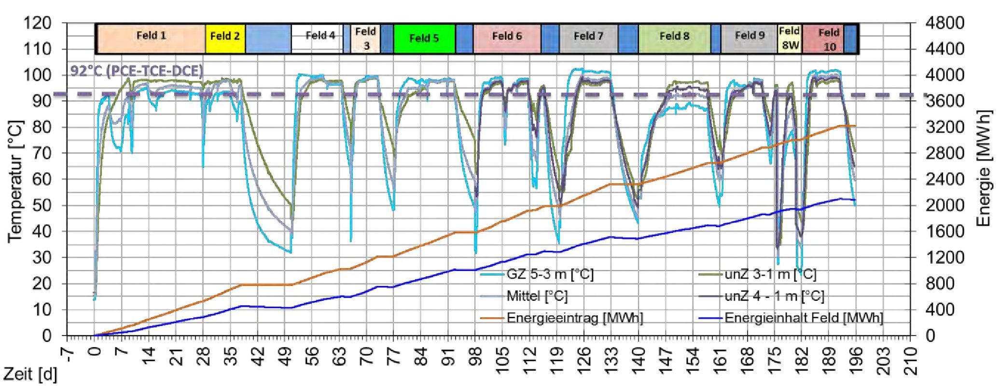 120
110
100
90
80
70
60
50
40
30
20
10
0
Temperatur [°C]
Feld 1
Feld 2
Feld 4
Feld
3
Feld 5
Feld 6
Feld 7
Feld 8
Feld 9
Feld
8W
Feld
10
92°C (PCE-TCE-DCE)
4800
4400
4000
3600
3200
2800
2400
2000
1600
1200
800
400
0
Energie [MWh]
GZ 5-3 m [°C]
unZ 3-1 m [°C]
Mittel [°C]
unZ 4 - 1 m [°C]
Energieeintrag [MWh]
Energieinhalt Feld [MWh]
-7 0 7 14 21 28 35 42 49 56 63 70 77 84 91 98 105 112 119 126 133 140 147 154 161 168 175 182 189 196 203 210
Zeit [d]